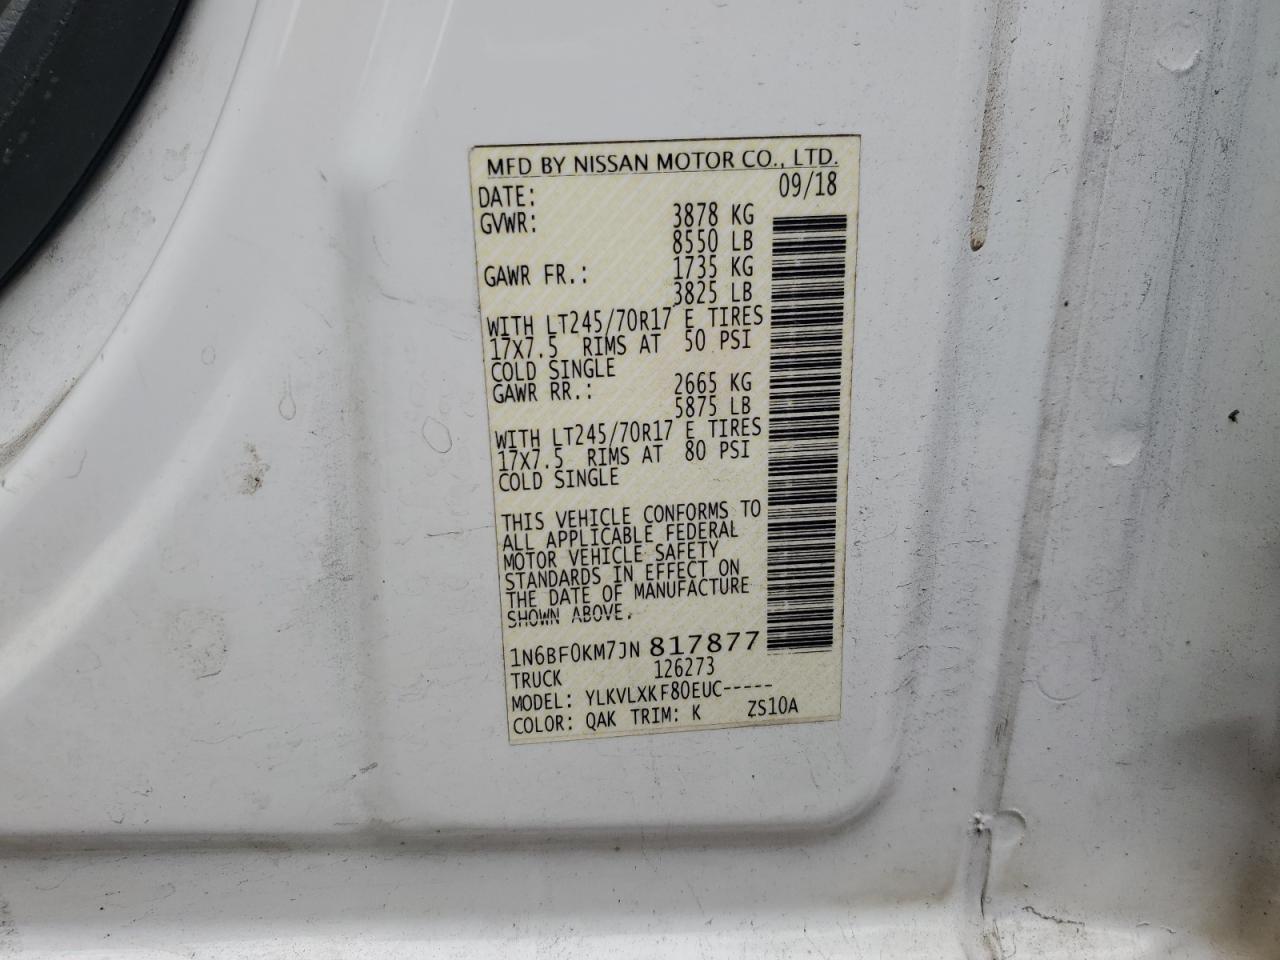 MFD BY NISSAN MOTOR CO., LTD.
DATE: 09/18
GVWR: 3878 KG
8550 LB
GAWR FR.: 1735 KG
3825 LB
WITH LT245/70R17 E TIRES
17X7.5 RIMS AT 50 PSI
COLD SINGLE
GAWR RR.: 2665 KG
5875 LB
WITH LT245/70R17 E TIRES
17X7.5 RIMS AT 80 PSI
COLD SINGLE
THIS VEHICLE CONFORMS TO
ALL APPLICABLE FEDERAL
MOTOR VEHICLE SAFETY
STANDARDS IN EFFECT ON
THE DATE OF MANUFACTURE
SHOWN ABOVE.
1N6BF0KM7JN 817877
TRUCK 126273
MODEL: YLKVLXKF80EUC-----
COLOR: QAK TRIM: K ZS10A